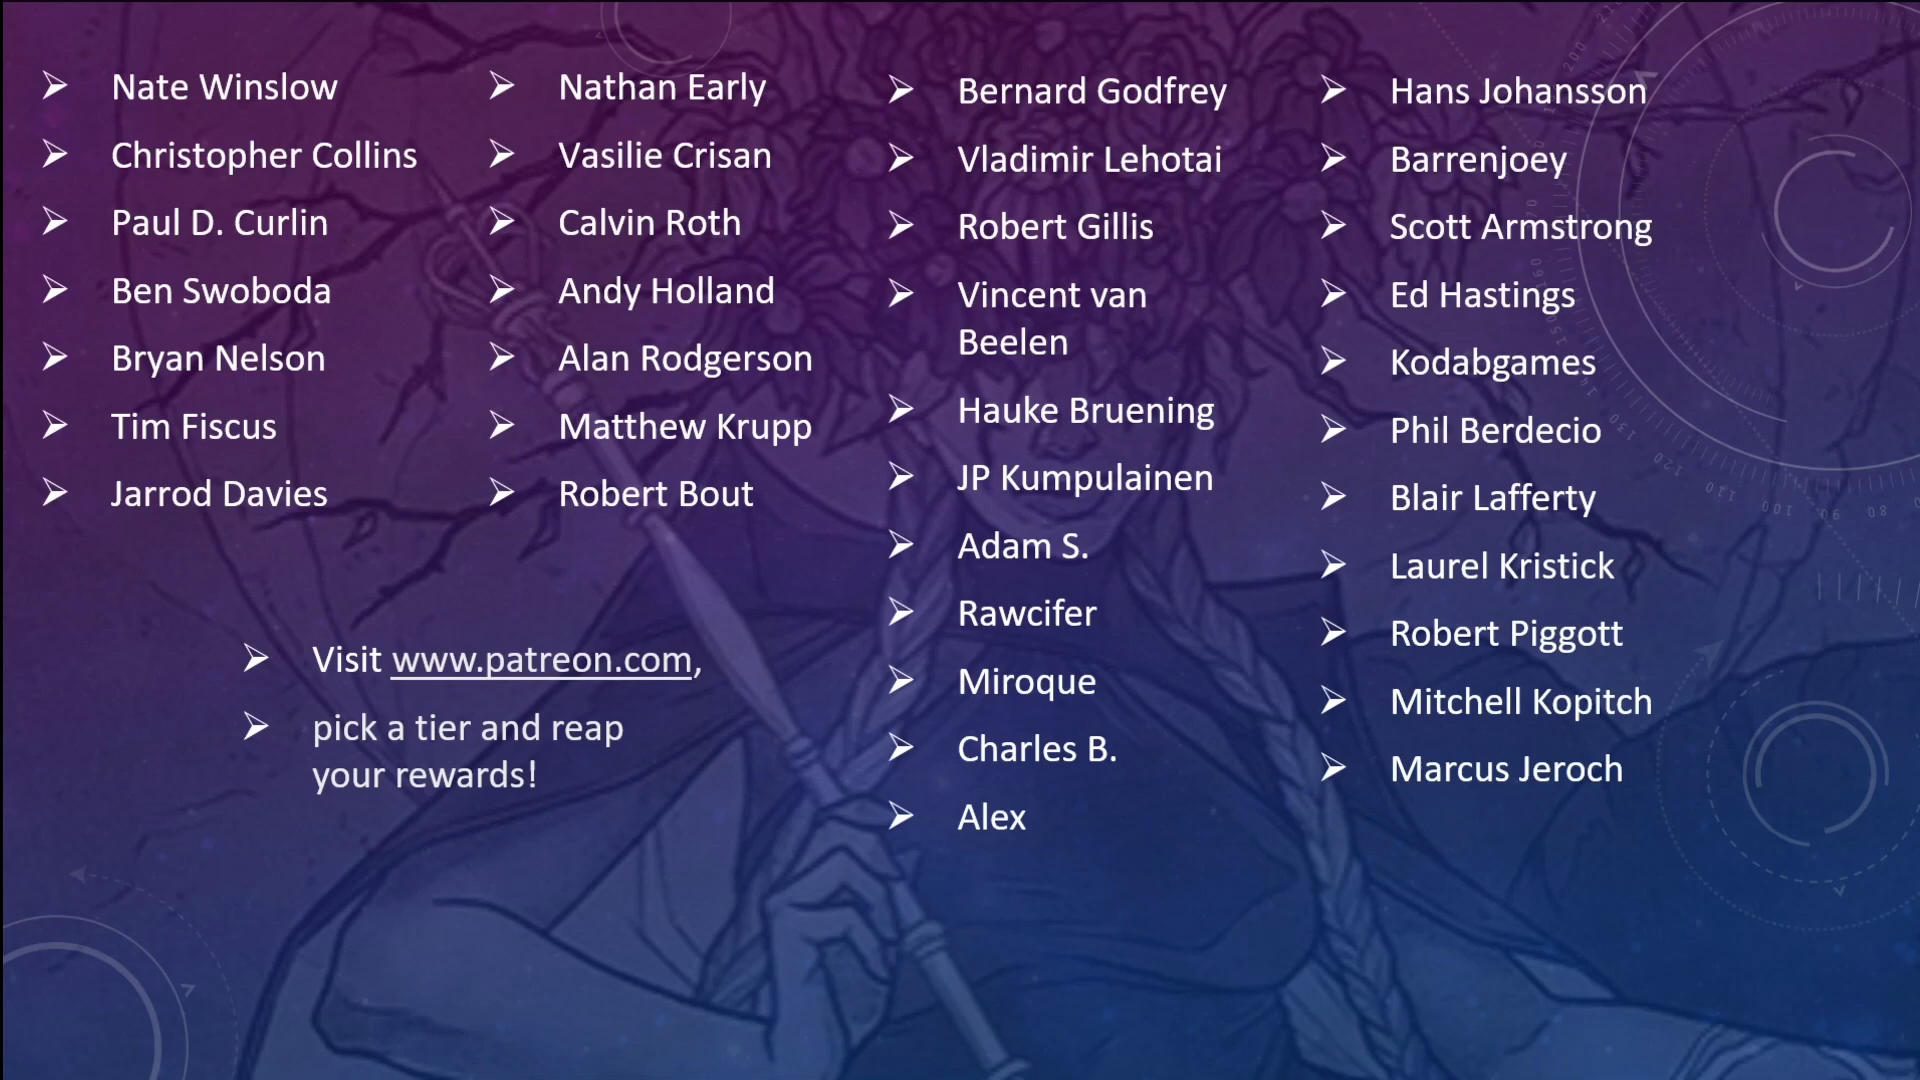 Nate Winslow
Christopher Collins
Paul D. Curlin
Ben Swoboda
Bryan Nelson
Tim Fiscus
Jarrod Davies
Nathan Early
Vasilie Crisan
Calvin Roth
Andy Holland
Alan Rodgerson
Matthew Krupp
Robert Bout
Visit www.patreon.com,
pick a tier and reap
your rewards!
Bernard Godfrey
Vladimir Lehotai
Robert Gillis
Vincent van
Beelen
Hauke Bruening
JP Kumpulainen
Adam S.
Rawcifer
Miroque
Charles B.
Alex
Hans Johansson
Barrenjoey
Scott Armstrong
Ed Hastings
Kodabgames
Phil Berdecio
Blair Lafferty
Laurel Kristick
Robert Piggott
Mitchell Kopitch
Marcus Jeroch